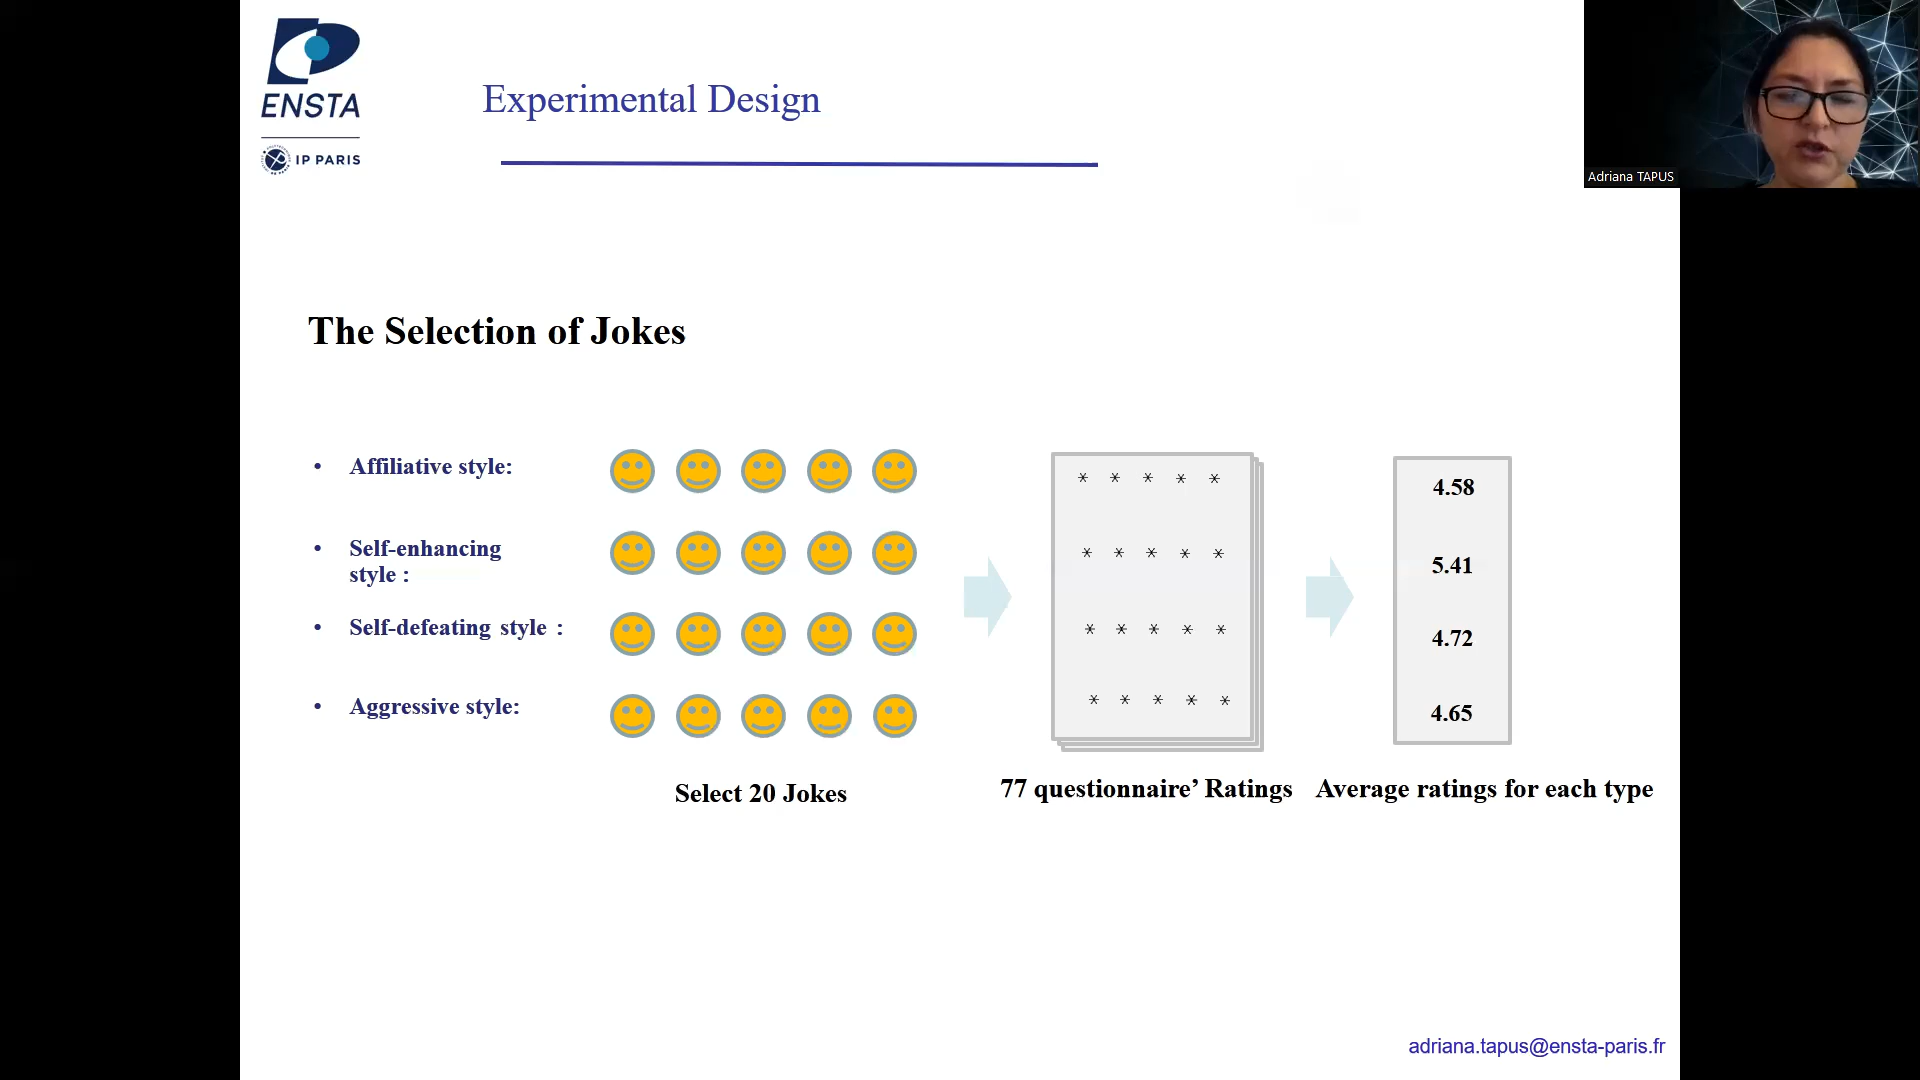 ENSTA
IP PARIS
Experimental Design
Adriana TAPUS
The Selection of Jokes
• Affiliative style:
• Self-enhancing
style :
• Self-defeating style :
• Aggressive style:
* * * * *
* * * * *
* * * * *
* * * * *
4.58
5.41
4.72
4.65
Select 20 Jokes
77 questionnaire’ Ratings
Average ratings for each type
adriana.tapus@ensta-paris.fr